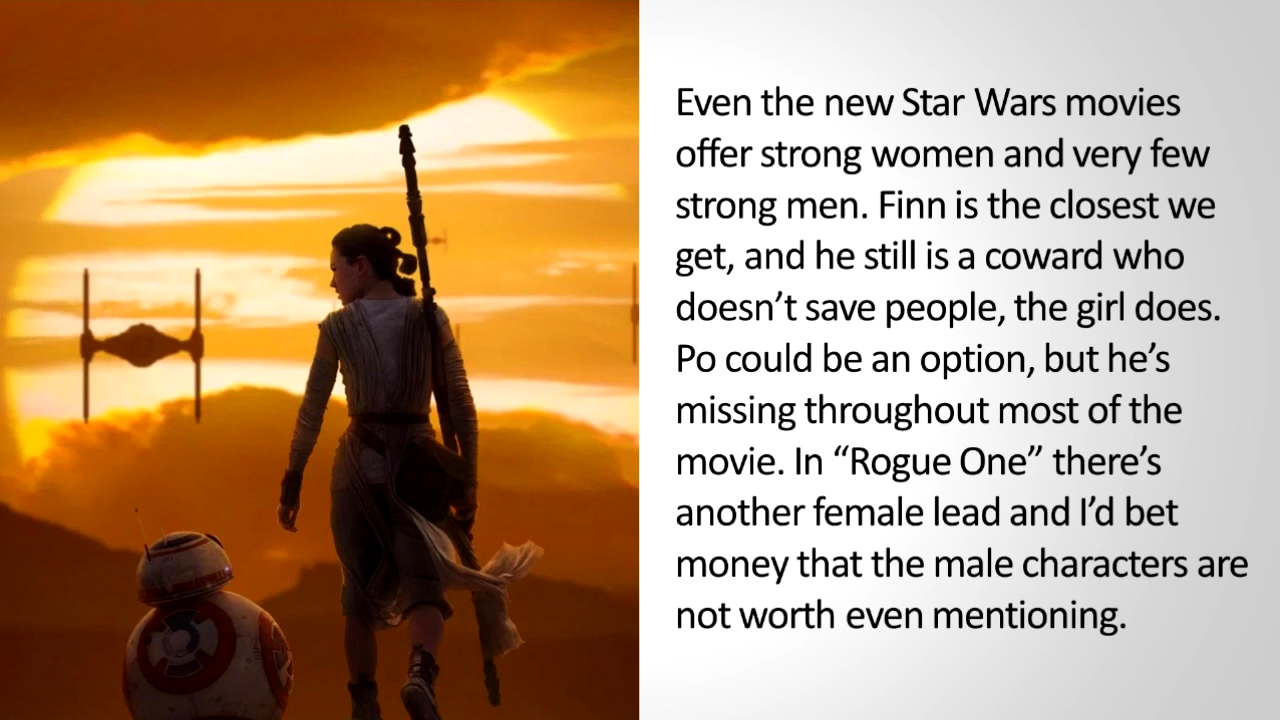 Even the new Star Wars movies
offer strong women and very few
strong men. Finn is the closest we
get, and he still is a coward who
doesn’t save people, the girl does.
Po could be an option, but he’s
missing throughout most of the
movie. In “Rogue One” there’s
another female lead and I’d bet
money that the male characters are
not worth even mentioning.